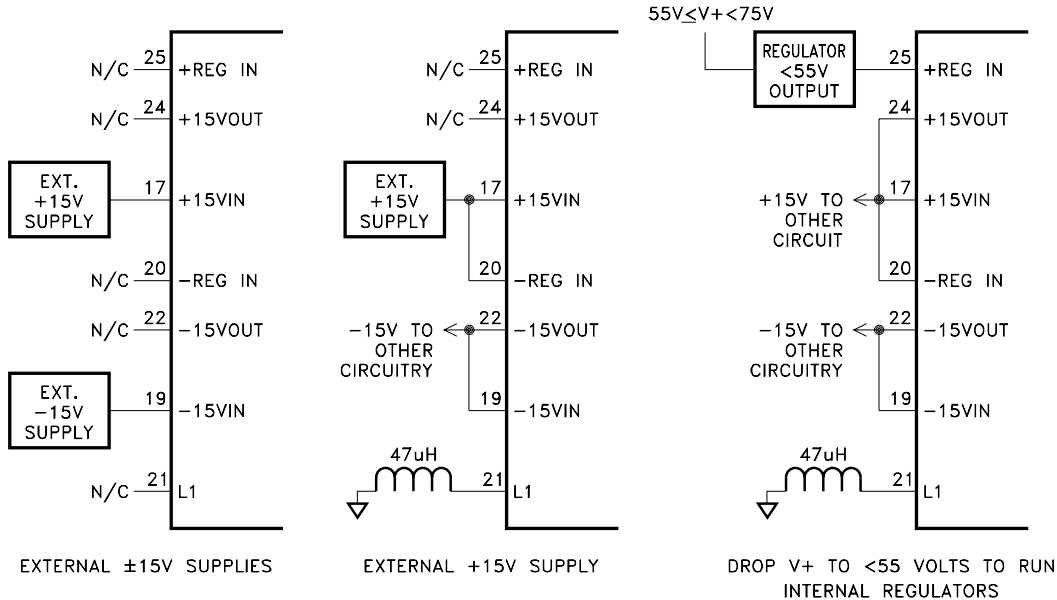 N/C 25 +REG IN
N/C 24 +15VOUT
EXT.
+15V
SUPPLY
17 +15VIN
N/C 20 −REG IN
N/C 22 −15VOUT
EXT.
−15V
SUPPLY
19 −15VIN
N/C 21 L1
EXTERNAL ±15V SUPPLIES
N/C 25 +REG IN
N/C 24 +15VOUT
EXT.
+15V
SUPPLY
17 +15VIN
20 −REG IN
−15V TO
OTHER
CIRCUITRY
22 −15VOUT
19 −15VIN
47uH
21 L1
EXTERNAL +15V SUPPLY
55V≤V+<75V
REGULATOR
<55V
OUTPUT
25 +REG IN
24 +15VOUT
+15V TO
OTHER
CIRCUIT
17 +15VIN
20 −REG IN
−15V TO
OTHER
CIRCUITRY
22 −15VOUT
19 −15VIN
47uH
21 L1
DROP V+ TO <55 VOLTS TO RUN
INTERNAL REGULATORS